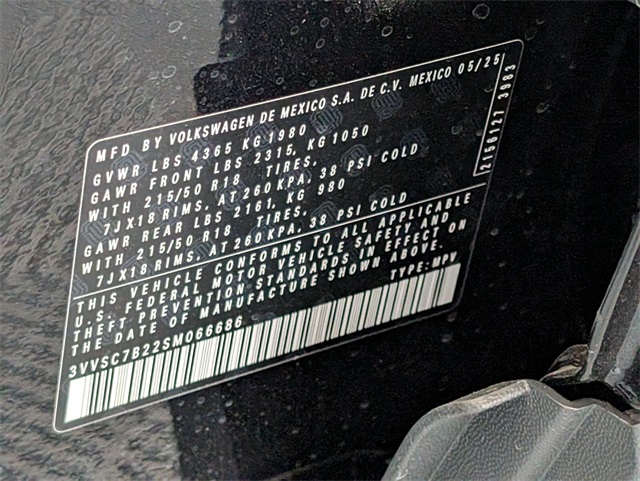 MFD BY VOLKSWAGEN DE MEXICO S.A. DE C.V. MEXICO 05/25
GVWR LBS 4365 KG 1980
GAWR FRONT LBS 2315, KG 1050
WITH 215/50 R18 TIRES,
7JX18 RIMS, AT 260 KPA, 38 PSI COLD
GAWR REAR LBS 2161, KG 980
WITH 215/50 R18 TIRES,
7JX18 RIMS, AT 260 KPA, 38 PSI COLD
THIS VEHICLE CONFORMS TO ALL APPLICABLE
U.S. FEDERAL MOTOR VEHICLE SAFETY AND
THEFT PREVENTION STANDARDS IN EFFECT ON
THE DATE OF MANUFACTURE SHOWN ABOVE.
3VVSC7B22SM066686 TYPE: MPV
2150127 3983